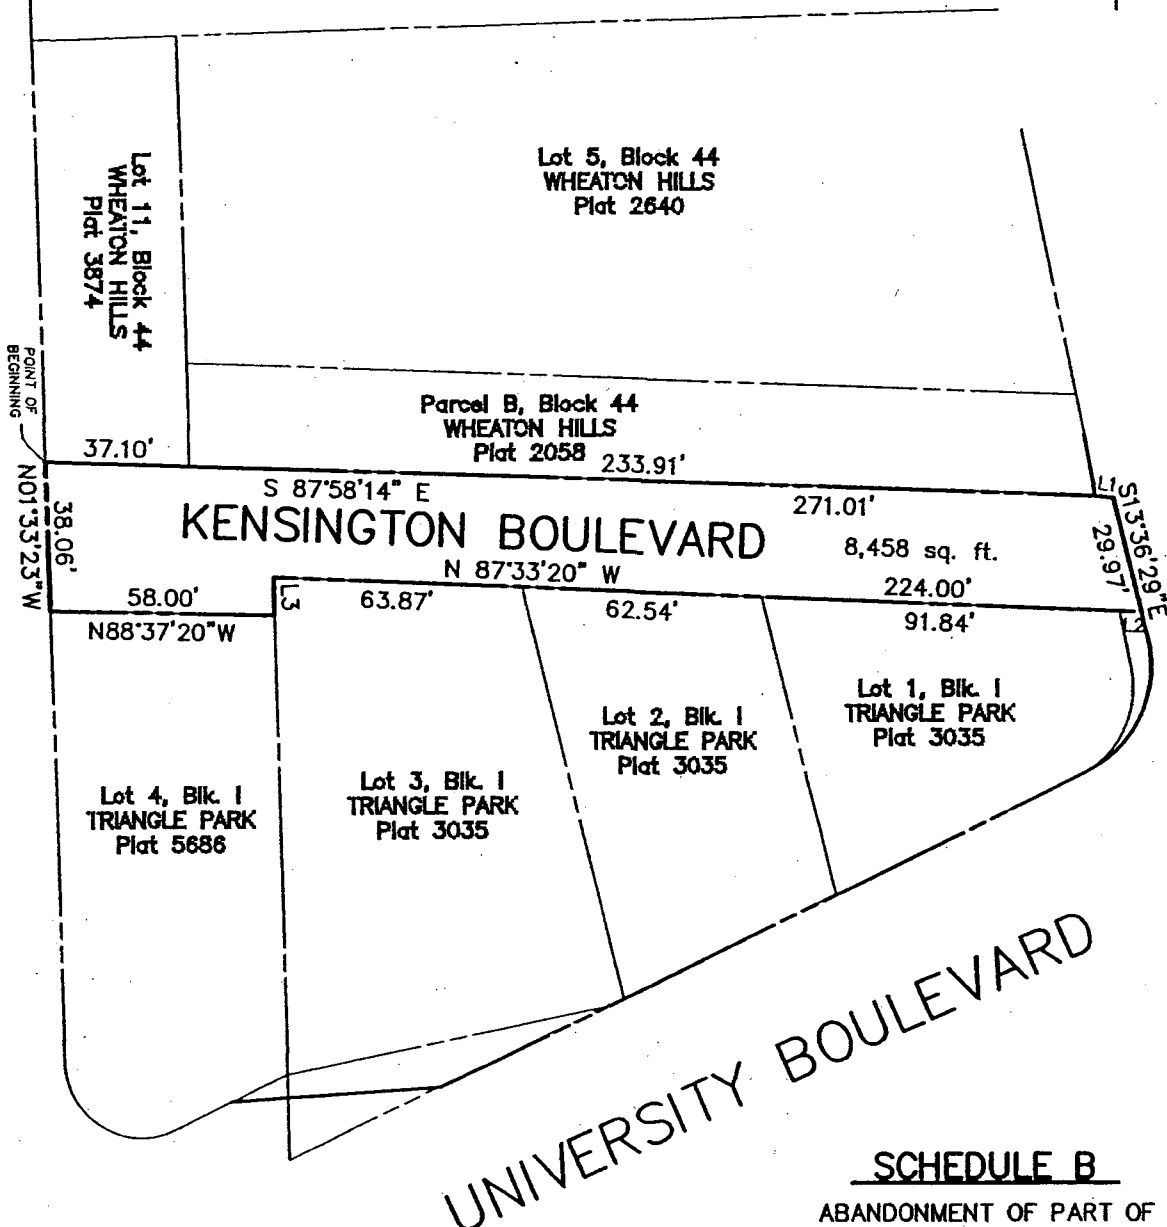 Lot 5, Block 44
WHEATON HILLS
Plat 2640
Lot 11, Block 44
WHEATON HILLS
Plat 3874
POINT OF
BEGINNING
Parcel B, Block 44
WHEATON HILLS
Plat 2058
37.10'
233.91'
S 87°58'14" E
271.01'
L1
S13°36'29"E
29.97'
N01°33'23"W
38.06'
KENSINGTON BOULEVARD
8,458 sq. ft.
N 87°33'20" W
224.00'
58.00'
N88°37'20"W
L3
63.87'
62.54'
91.84'
L2
Lot 1, Blk. I
TRIANGLE PARK
Plat 3035
Lot 2, Blk. I
TRIANGLE PARK
Plat 3035
Lot 3, Blk. I
TRIANGLE PARK
Plat 3035
Lot 4, Blk. I
TRIANGLE PARK
Plat 5686
UNIVERSITY BOULEVARD
SCHEDULE B
ABANDONMENT OF PART OF